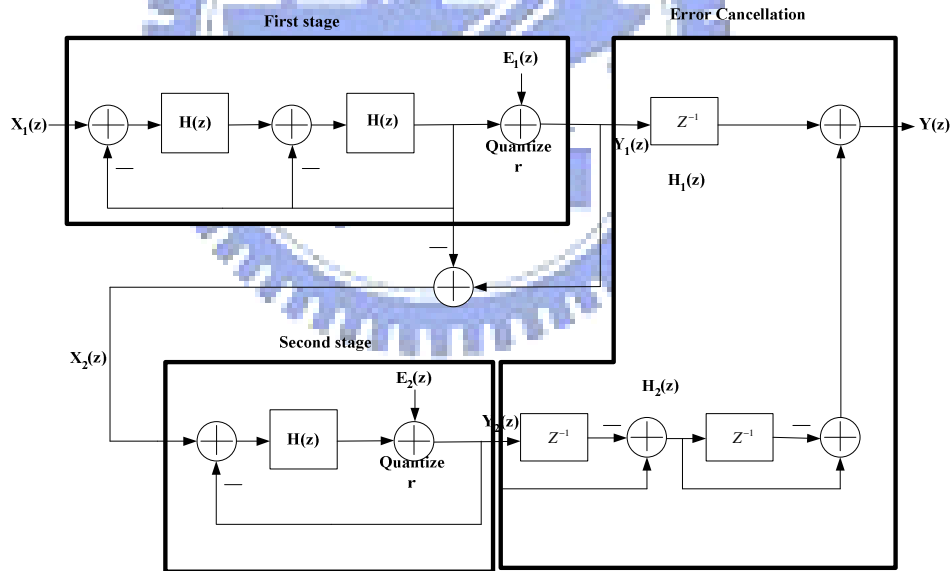 First stage
Error Cancellation
E₁(z)
X₁(z)
H(z)
H(z)
Z⁻¹
Y(z)
Quantize
r
Y₁(z)
H₁(z)
—
—
—
Second stage
X₂(z)
E₂(z)
H₂(z)
H(z)
Y₂(z)
Z⁻¹
—
Z⁻¹
—
Quantize
r
—